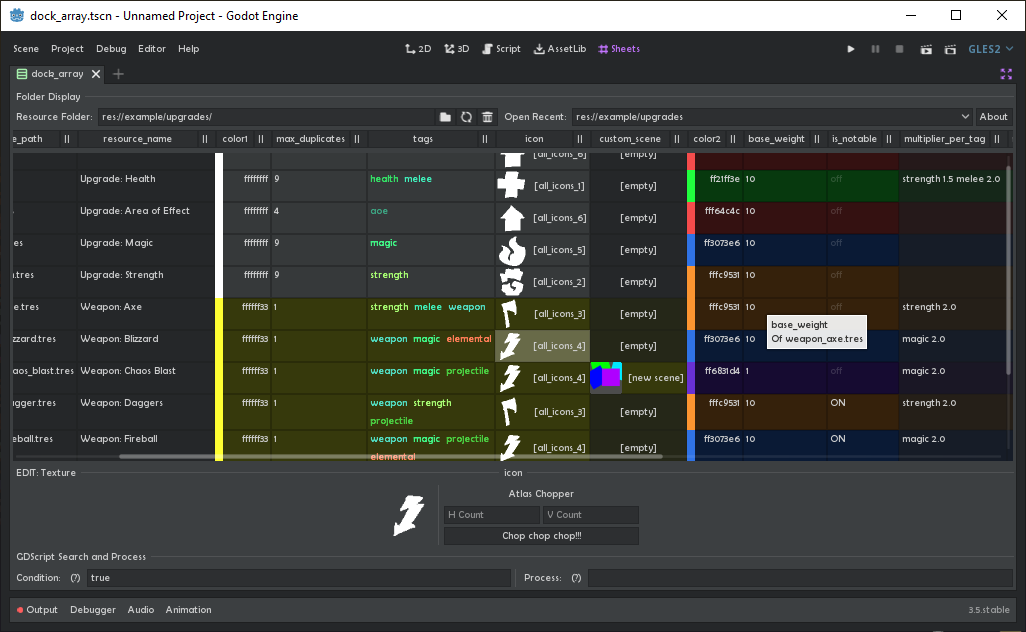 dock_array.tscn - Unnamed Project - Godot Engine
Scene Project Debug Editor Help 2D 3D Script AssetLib Sheets GLES2
dock_array
Folder Display
Resource Folder: res://example/upgrades/ Open Recent: res://example/upgrades About
e_path || resource_name || color1 || max_duplicates || tags || icon || custom_scene || color2 || base_weight || is_notable || multiplier_per_tag ||
[all_icons_6] [empty]
Upgrade: Health ffffffff 9 health melee [all_icons_1] [empty] ff21ff3e 10 off strength 1.5 melee 2.0
Upgrade: Area of Effect ffffffff 4 aoe [all_icons_6] [empty] fff64c4c 10 off
es Upgrade: Magic ffffffff 9 magic [all_icons_5] [empty] ff3073e6 10 off
n.tres Upgrade: Strength ffffffff 9 strength [all_icons_2] [empty] fffc9531 10 off
e.tres Weapon: Axe ffffff33 1 strength melee weapon [all_icons_3] [empty] fffc9531 10 off strength 2.0
zzard.tres Weapon: Blizzard ffffff33 1 weapon magic elemental [all_icons_4] [empty] ff3073e6 10 magic 2.0
base_weight
Of weapon_axe.tres
aos_blast.tres Weapon: Chaos Blast ffffff33 1 weapon magic projectile [all_icons_4] [new scene] ff6831d4 1 off magic 2.0
gger.tres Weapon: Daggers ffffff33 1 weapon strength projectile [all_icons_3] [empty] fffc9531 10 ON strength 2.0
eball.tres Weapon: Fireball ffffff33 1 weapon magic projectile elemental [all_icons_4] [empty] ff3073e6 10 ON magic 2.0
EDIT: Texture icon
Atlas Chopper
H Count V Count
Chop chop chop!!!
GDScript Search and Process
Condition: (?) true Process: (?)
Output Debugger Audio Animation 3.5.stable